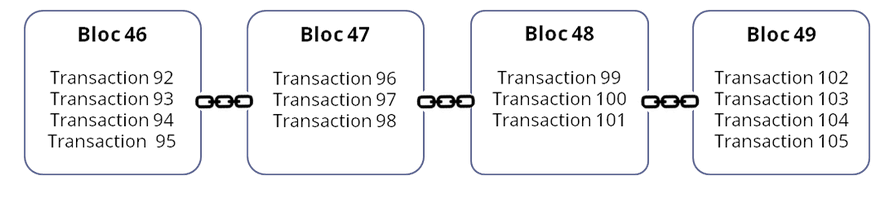 Bloc 46
Transaction 92
Transaction 93
Transaction 94
Transaction 95
Bloc 47
Transaction 96
Transaction 97
Transaction 98
Bloc 48
Transaction 99
Transaction 100
Transaction 101
Bloc 49
Transaction 102
Transaction 103
Transaction 104
Transaction 105